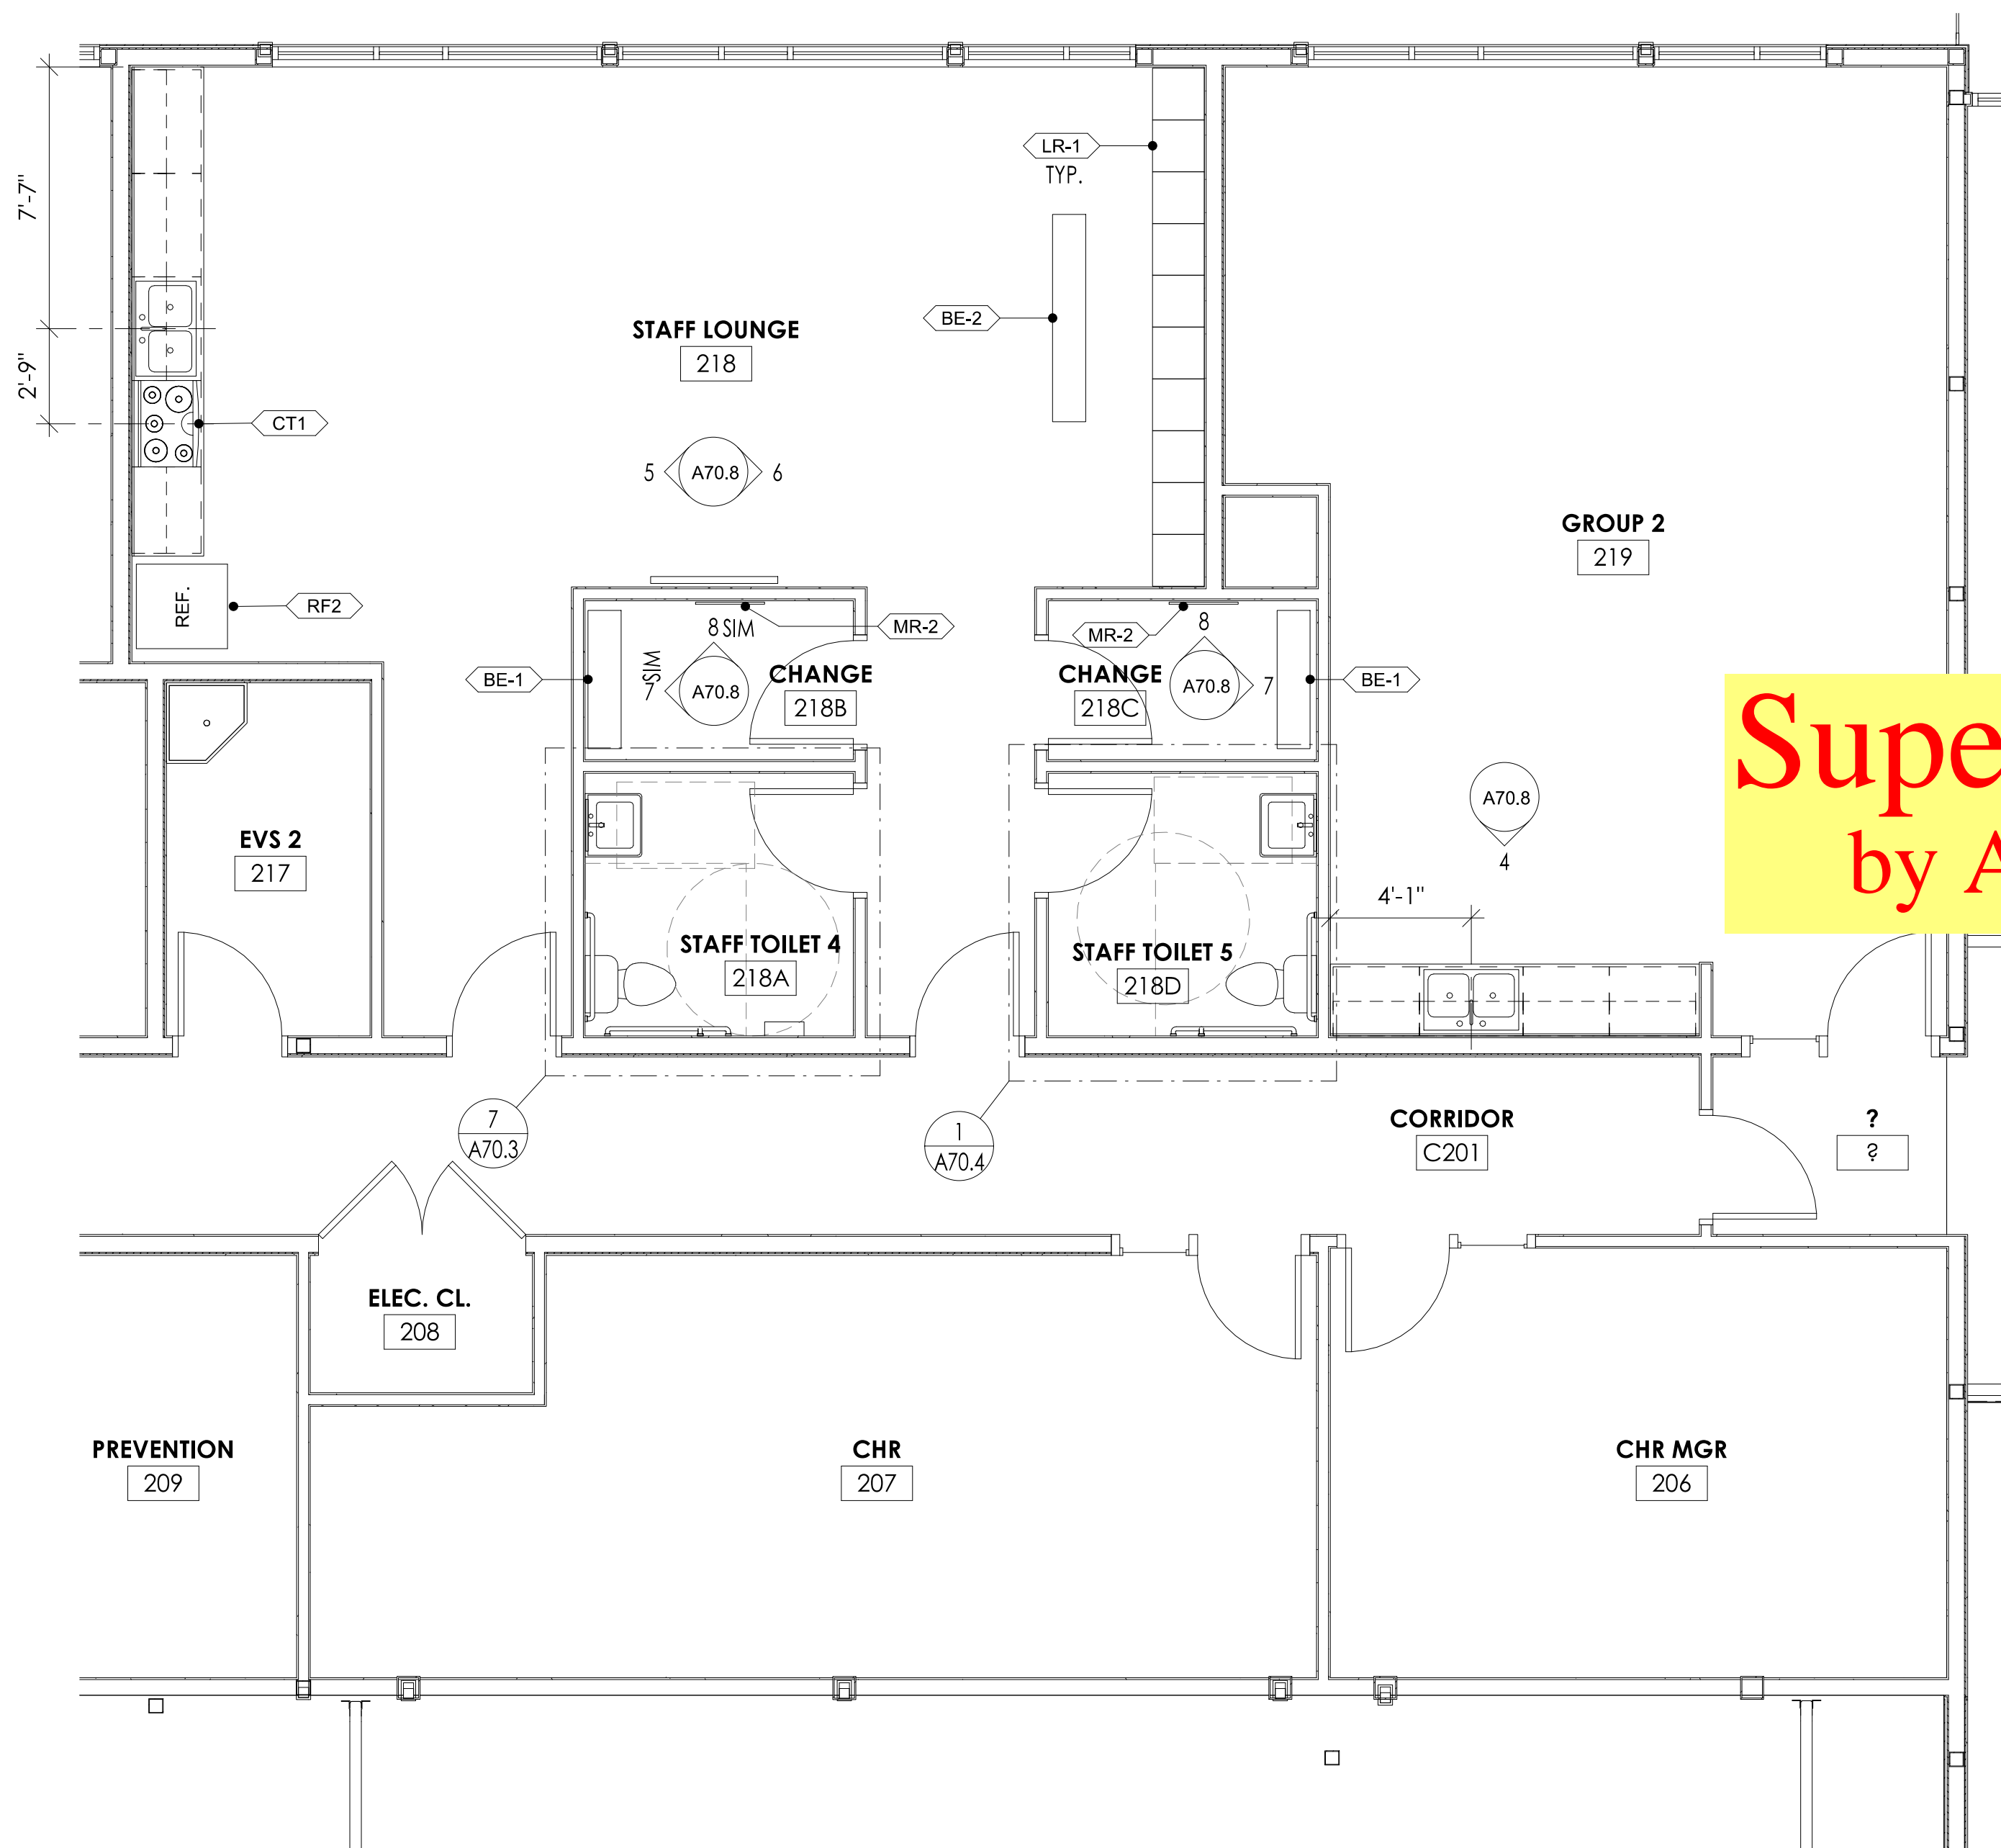 LR-1
TYP.
7'-7"
BE-2
STAFF LOUNGE
218
2'-9"
CT1
5
A70.8
6
GROUP 2
219
REF.
RF2
8 SIM
MR-2
MR-2
8
BE-1
7
SIM
A70.8
CHANGE
218B
CHANGE
218C
A70.8
7
BE-1
Supe
by A
A70.8
4
EVS 2
217
4'-1"
STAFF TOILET 4
218A
STAFF TOILET 5
218D
7
A70.3
1
A70.4
CORRIDOR
C201
?
?
ELEC. CL.
208
PREVENTION
209
CHR
207
CHR MGR
206